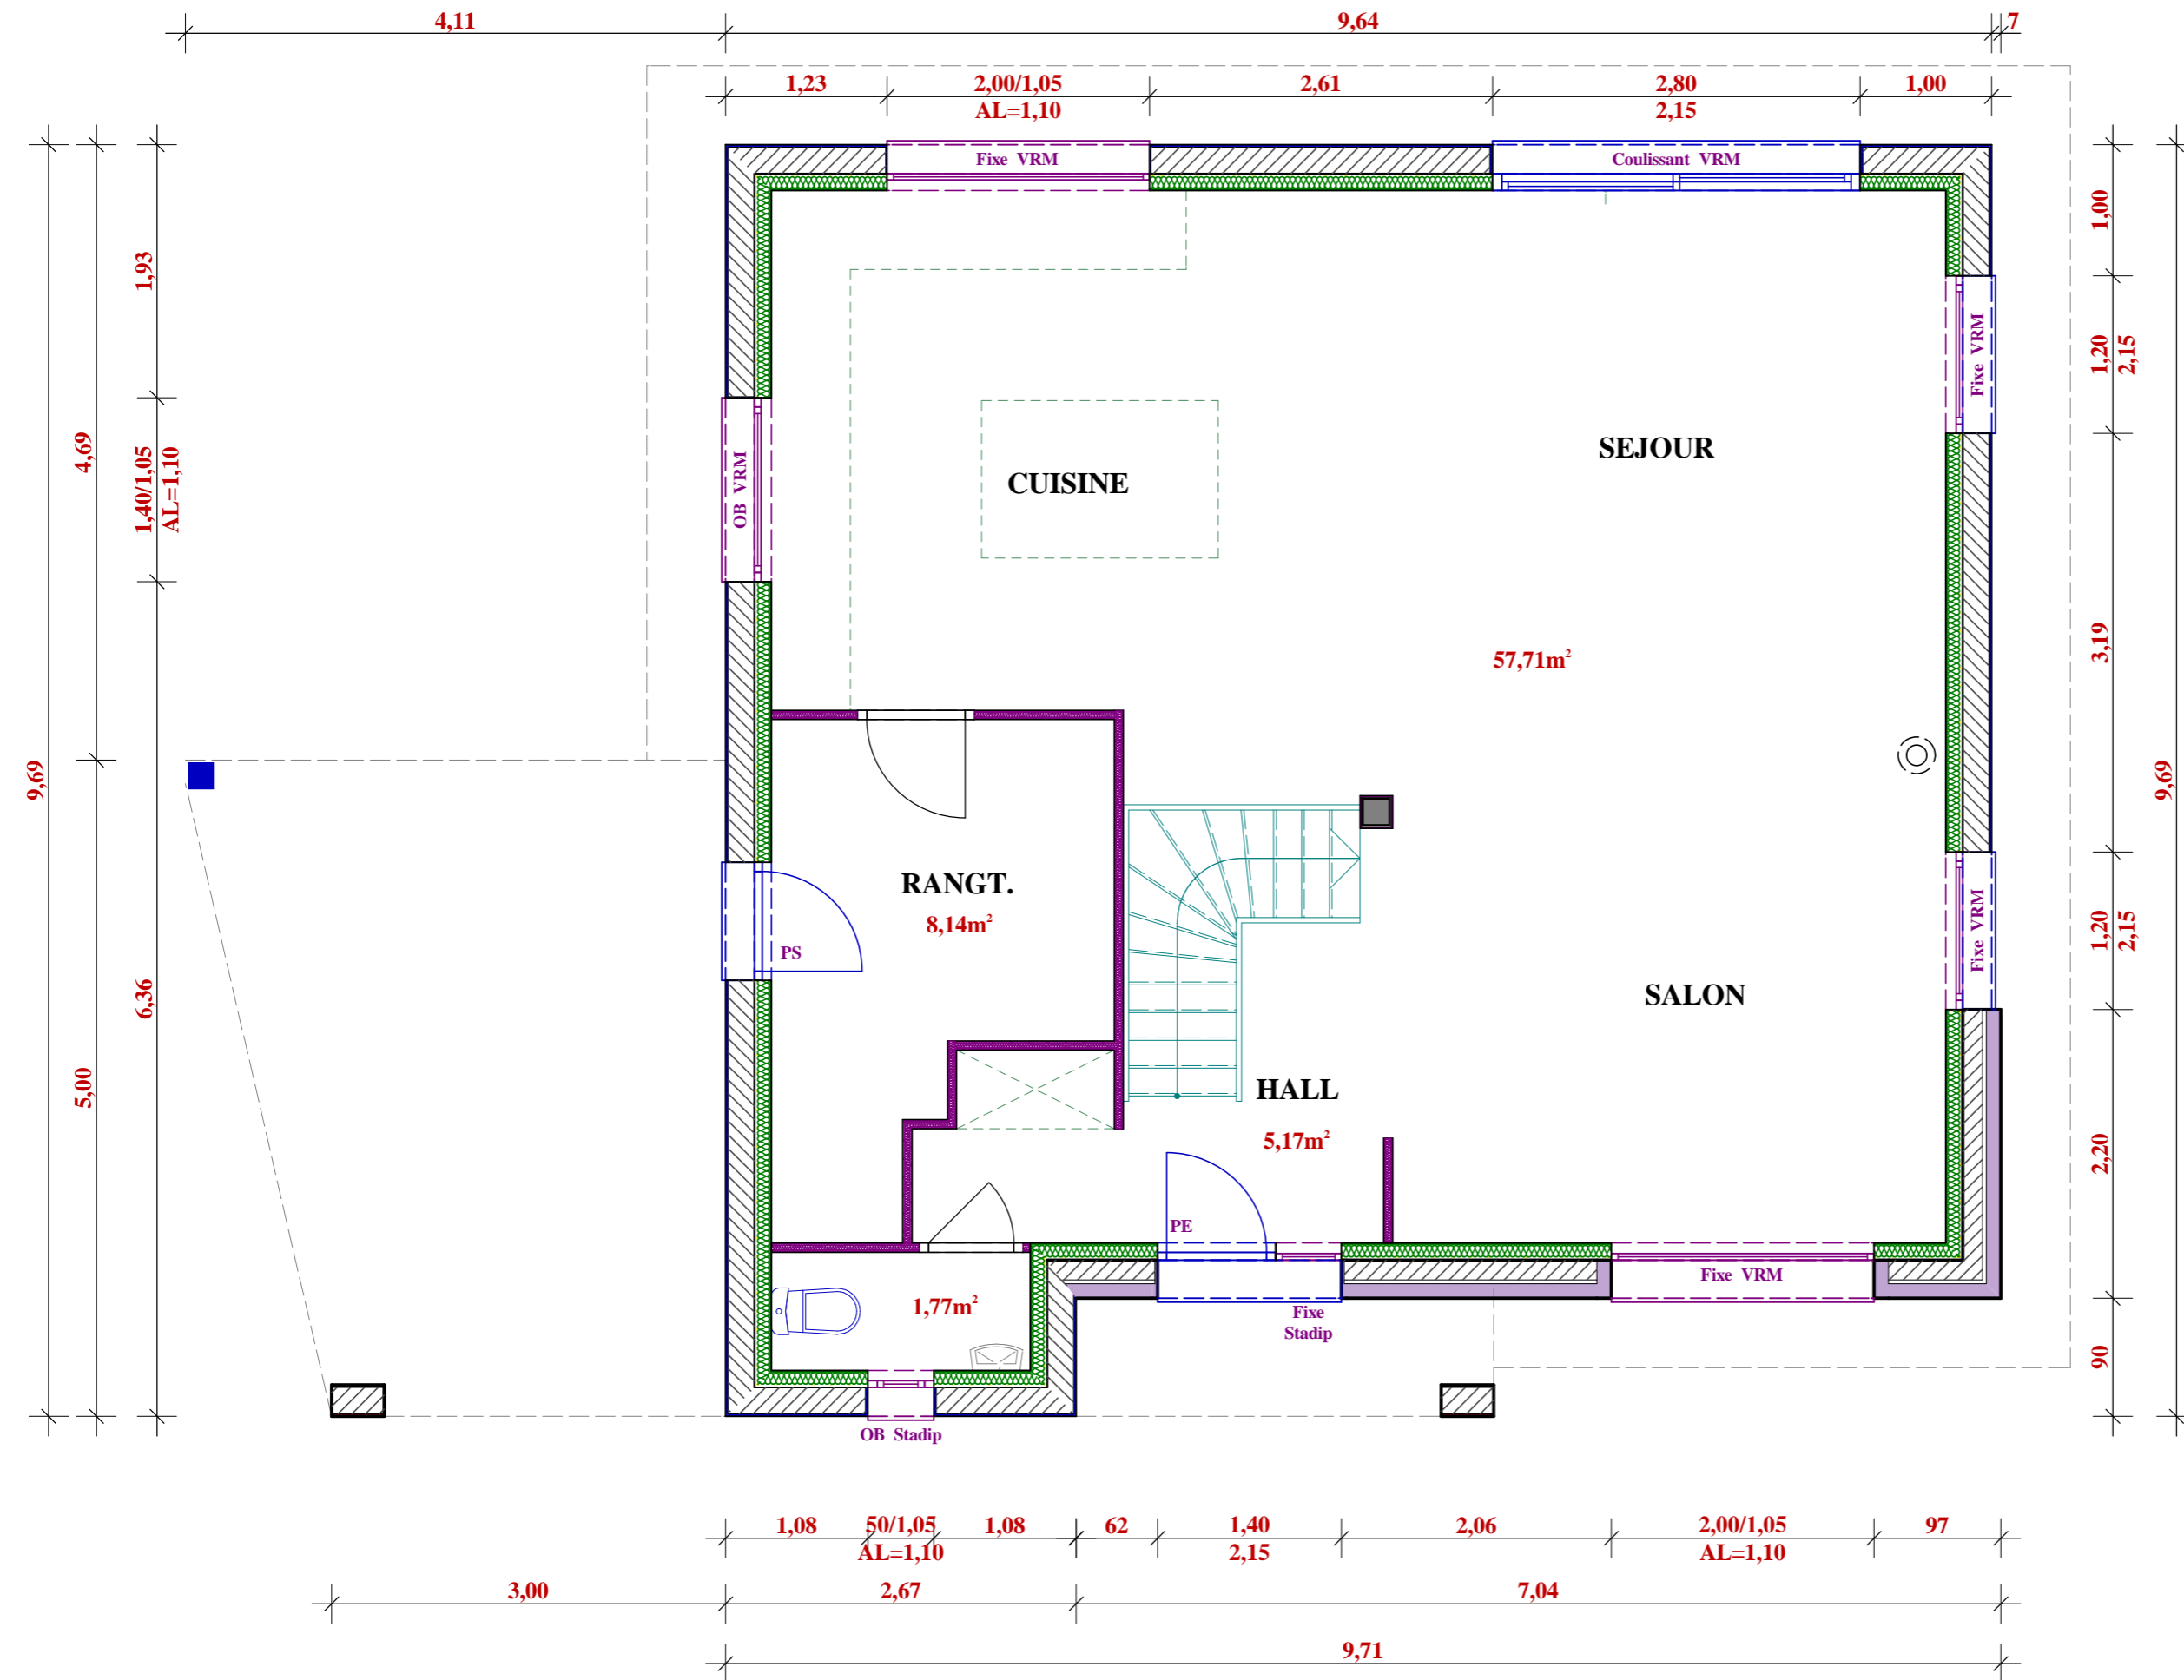 4,11
9,64
7
1,23
2,00/1,05
AL=1,10
2,61
2,80
2,15
1,00
Fixe VRM
Coulissant VRM
1,93
1,40/1,05
AL=1,10
4,69
9,69
6,36
5,00
OB VRM
CUISINE
SEJOUR
57,71m²
Fixe VRM
1,00
1,20
2,15
3,19
9,69
RANGT.
8,14m²
PS
SALON
Fixe VRM
1,20
2,15
HALL
5,17m²
2,20
PE
1,77m²
Fixe
Stadip
Fixe VRM
90
OB Stadip
1,08
50/1,05
AL=1,10
1,08
62
1,40
2,15
2,06
2,00/1,05
AL=1,10
97
3,00
2,67
7,04
9,71